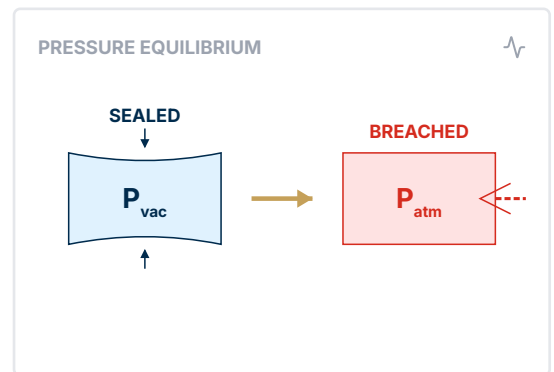 PRESSURE EQUILIBRIUM
SEALED
BREACHED
Pvac
Patm